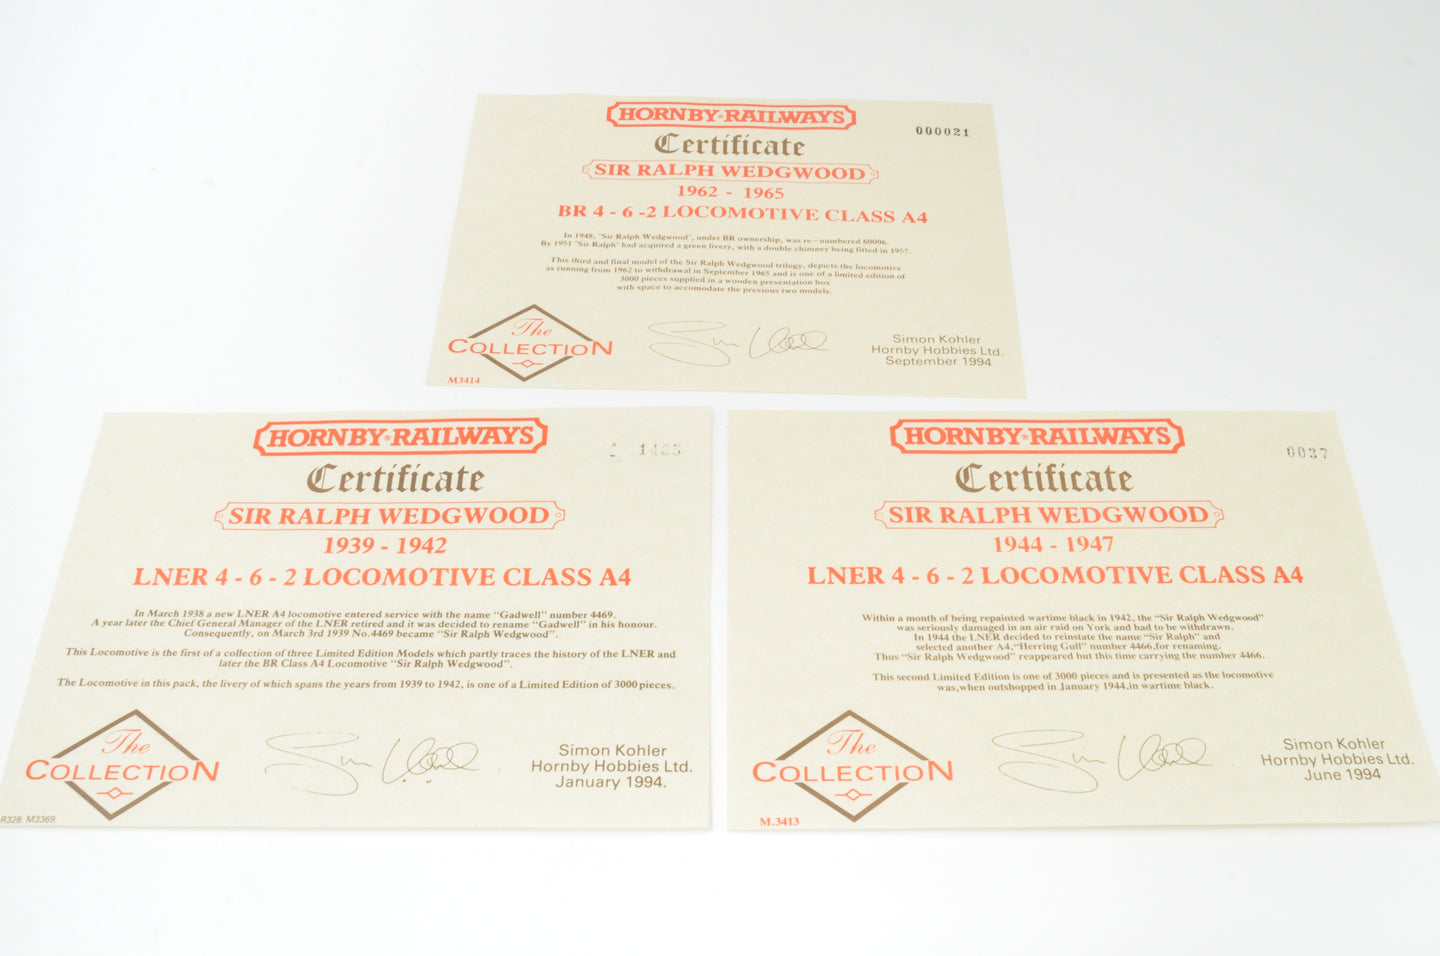 HORNBY·RAILWAYS
000021
Certificate
SIR RALPH WEDGWOOD
1962 - 1965
BR 4 - 6 -2 LOCOMOTIVE CLASS A4
In 1948, "Sir Ralph Wedgwood", under BR ownership, was re-numbered 60006.
By 1951 "Sir Ralph" had acquired a green livery, with a double chimney being fitted in 1957.
This third and final model of the Sir Ralph Wedgwood trilogy, depicts the locomotive
as running from 1962 to withdrawal in September 1965 and is one of a limited edition of
3000 pieces supplied in a wooden presentation box
with space to accomodate the previous two models.
The
COLLECTION
M3414
Simon Kohler
Hornby Hobbies Ltd.
September 1994
HORNBY®RAILWAYS
1425
Certificate
SIR RALPH WEDGWOOD
1939 - 1942
LNER 4 - 6 - 2 LOCOMOTIVE CLASS A4
In March 1938 a new LNER A4 locomotive entered service with the name "Gadwell" number 4469.
A year later the Chief General Manager of the LNER retired and it was decided to rename "Gadwell" in his honour.
Consequently, on March 3rd 1939 No.4469 became "Sir Ralph Wedgwood".
This Locomotive is the first of a collection of three Limited Edition Models which partly traces the history of the LNER and
later the BR Class A4 Locomotive "Sir Ralph Wedgwood".
The Locomotive in this pack, the livery of which spans the years from 1939 to 1942, is one of a Limited Edition of 3000 pieces.
The
COLLECTION
R328. M3369
Simon Kohler
Hornby Hobbies Ltd.
January 1994.
HORNBY®RAILWAYS
0037
Certificate
SIR RALPH WEDGWOOD
1944 - 1947
LNER 4 - 6 - 2 LOCOMOTIVE CLASS A4
Within a month of being repainted wartime black in 1942, the "Sir Ralph Wedgwood"
was seriously damaged in an air raid on York and had to be withdrawn.
In 1944 the LNER decided to reinstate the name "Sir Ralph" and
selected another A4,"Herring Gull" number 4466,for renaming.
Thus "Sir Ralph Wedgwood" reappeared but this time carrying the number 4466.
This second Limited Edition is one of 3000 pieces and is presented as the locomotive
was,when outshopped in January 1944,in wartime black.
The
COLLECTION
M.3413
Simon Kohler
Hornby Hobbies Ltd.
June 1994